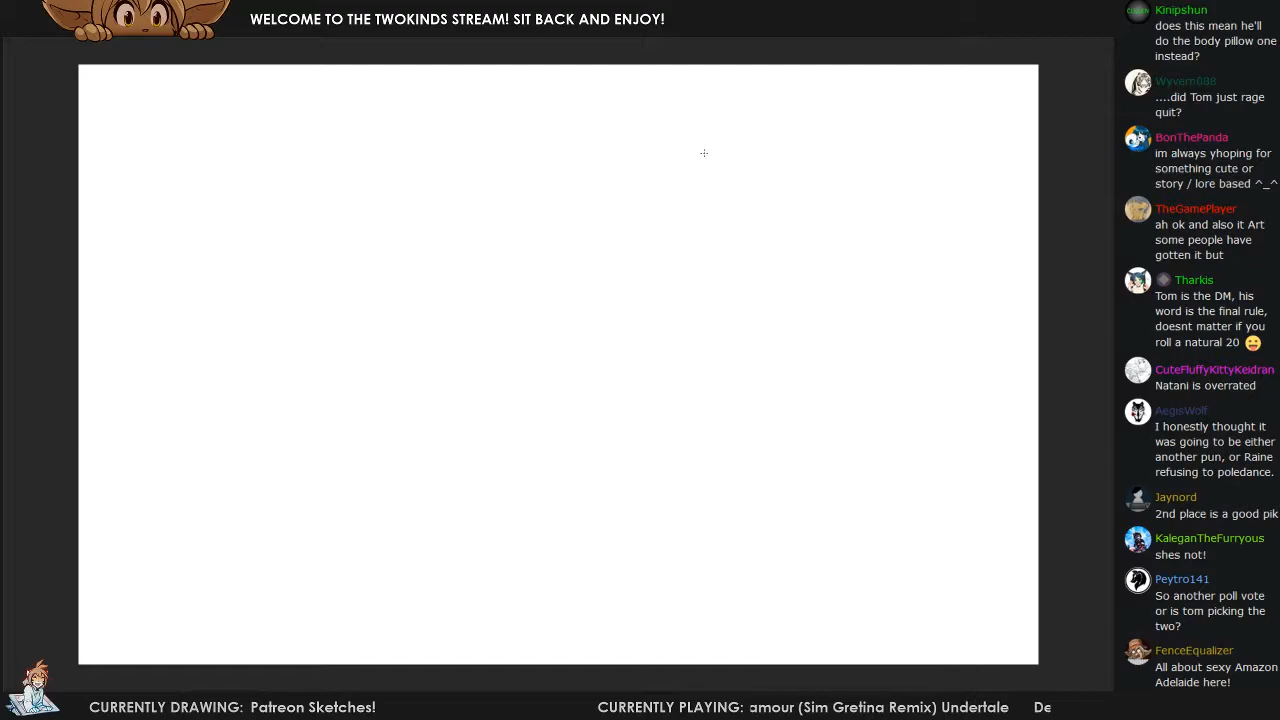 WELCOME TO THE TWOKINDS STREAM! SIT BACK AND ENJOY!
Kinipshun
does this mean he'll
do the body pillow one
instead?
Wyvern088
....did Tom just rage
quit?
BonThePanda
im always yhoping for
something cute or
story / lore based ^_^
TheGamePlayer
ah ok and also it Art
some people have
gotten it but
Tharkis
Tom is the DM, his
word is the final rule,
doesnt matter if you
roll a natural 20
CuteFluffyKittyKeidran
Natani is overrated
AegisWolf
I honestly thought it
was going to be either
another pun, or Raine
refusing to poledance.
Jaynord
2nd place is a good pik
KaleganTheFurryous
shes not!
Peytro141
So another poll vote
or is tom picking the
two?
FenceEqualizer
All about sexy Amazon
Adelaide here!
CURRENTLY DRAWING: Patreon Sketches!
CURRENTLY PLAYING: amour (Sim Gretina Remix) Undertale De